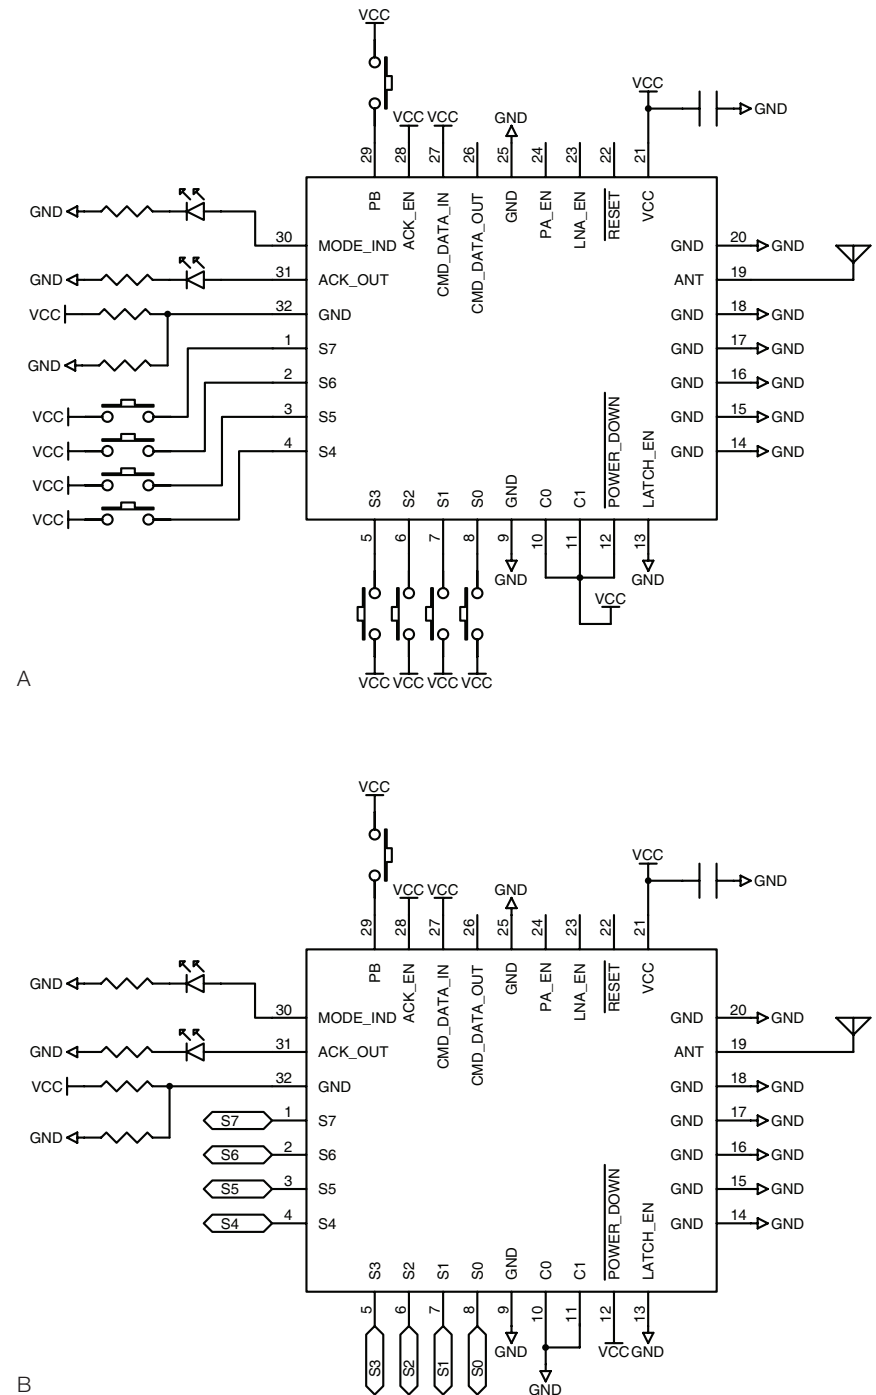 VCC
VCC
VCC VCC
GND
GND
29
28
27
26
25
24
23
22
21
PB
ACK_EN
CMD_DATA_IN
CMD_DATA_OUT
GND
PA_EN
LNA_EN
RESET
VCC
GND
30
MODE_IND
GND
20
GND
GND
31
ACK_OUT
ANT
19
VCC
32
GND
GND
18
GND
GND
1
S7
GND
17
GND
2
S6
GND
16
GND
VCC
3
S5
GND
15
GND
VCC
4
S4
GND
14
GND
VCC
VCC
S3
S2
S1
S0
GND
C0
C1
POWER_DOWN
LATCH_EN
5
6
7
8
9
10
11
12
13
GND
GND
VCC
VCC VCC VCC VCC
A
VCC
VCC
VCC VCC
GND
GND
29
28
27
26
25
24
23
22
21
PB
ACK_EN
CMD_DATA_IN
CMD_DATA_OUT
GND
PA_EN
LNA_EN
RESET
VCC
GND
30
MODE_IND
GND
20
GND
GND
31
ACK_OUT
ANT
19
VCC
32
GND
GND
18
GND
GND
S7
1
S7
GND
17
GND
S6
2
S6
GND
16
GND
S5
3
S5
GND
15
GND
S4
4
S4
GND
14
GND
S3
S2
S1
S0
GND
C0
C1
POWER_DOWN
LATCH_EN
5
6
7
8
9
10
11
12
13
S3
S2
S1
S0
GND
VCC
GND
GND
B